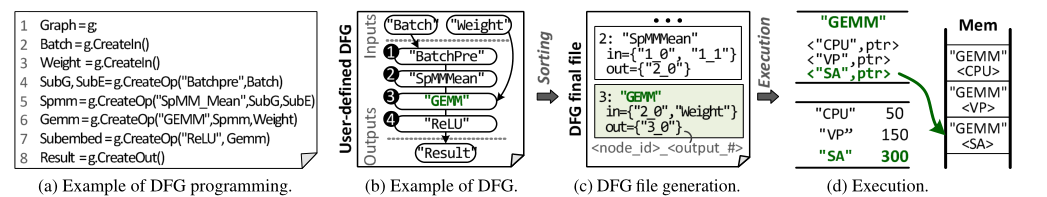 1 Graph = g;
2 Batch = g.CreateIn()
3 Weight = g.CreateIn()
4 SubG, SubE=g.CreateOp("Batchpre",Batch)
5 Spmm=g.CreateOp("SpMM_Mean",SubG,SubE)
6 Gemm=g.CreateOp("GEMM",Spmm,Weight)
7 Subembed=g.CreateOp("ReLU", Gemm)
8 Result =g.CreateOut()
(a) Example of DFG programming.
User-defined DFG
Inputs
Outputs
"Batch" "Weight"
1 "BatchPre"
2 "SpMMMean"
3 "GEMM"
4 "ReLU"
"Result"
(b) Example of DFG.
Sorting
DFG final file
•••
2: "SpMMMean"
in={"1_0", "1_1"}
out={"2_0"}
3: "GEMM"
in={"2_0","Weight"}
out={"3_0"}
<node_id>_<output_#>
(c) DFG file generation.
Execution
"GEMM"
<"CPU",ptr>
<"VP",ptr>
<"SA",ptr>
"CPU" 50
"VP" 150
"SA" 300
Mem
"GEMM"
<CPU>
"GEMM"
<VP>
"GEMM"
<SA>
(d) Execution.